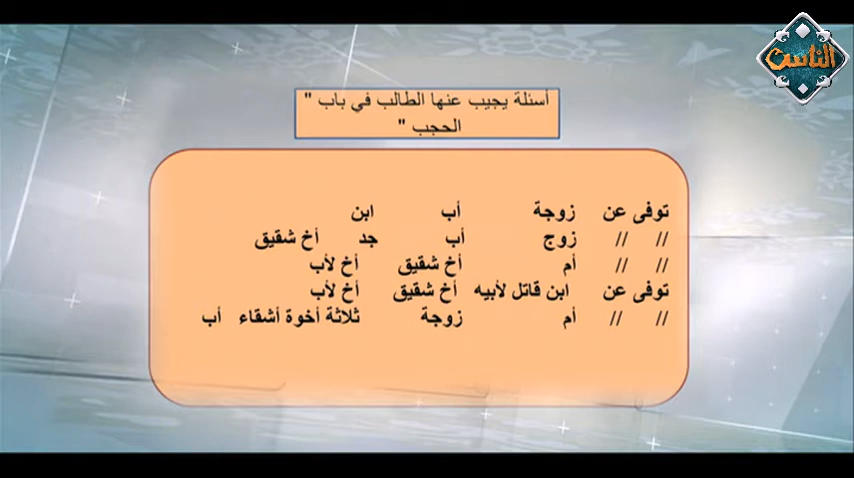 الناس
أسئلة يجيب عنها الطالب في باب "
الحجب "
توفى عن زوجة أب ابن
// // زوج أب جد أخ شقيق
// // أم أخ شقيق أخ لأب
توفى عن ابن قاتل لأبيه أخ شقيق أخ لأب
// // أم زوجة ثلاثة أخوة أشقاء أب